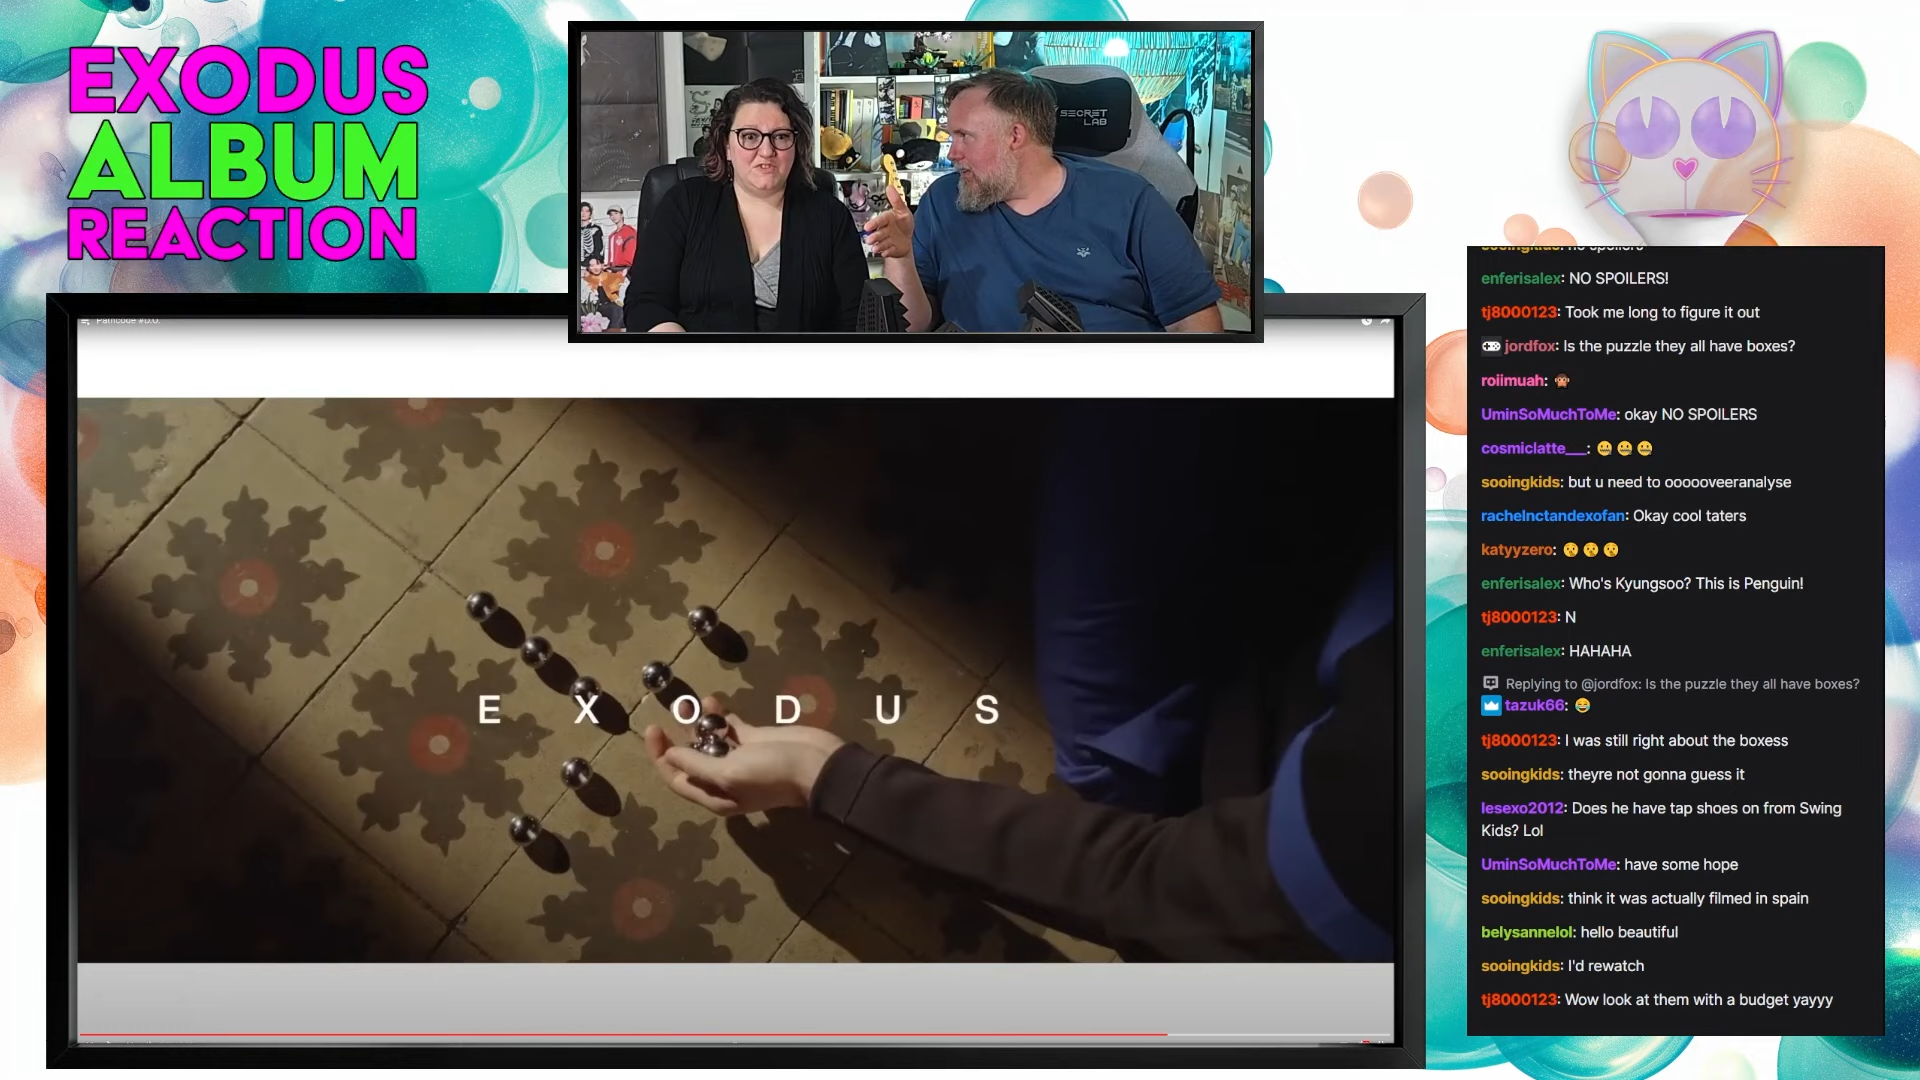 EXODUS
ALBUM
REACTION
SECRET
LAB
Pathcode #D.O.
E X O D U S
sooingkids: no spoilers
enferisalex: NO SPOILERS!
tj8000123: Took me long to figure it out
jordfox: Is the puzzle they all have boxes?
roiimuah: 🙊
UminSoMuchToMe: okay NO SPOILERS
cosmiclatte__: 🤐 🤐 🤐
sooingkids: but u need to oooooveeranalyse
rachelnctandexofan: Okay cool taters
katyyzero: 🤫 🤫 🤫
enferisalex: Who's Kyungsoo? This is Penguin!
tj8000123: N
enferisalex: HAHAHA
Replying to @jordfox: Is the puzzle they all have boxes?
tazuk66: 😂
tj8000123: I was still right about the boxess
sooingkids: theyre not gonna guess it
lesexo2012: Does he have tap shoes on from Swing
Kids? Lol
UminSoMuchToMe: have some hope
sooingkids: think it was actually filmed in spain
belysannelol: hello beautiful
sooingkids: I'd rewatch
tj8000123: Wow look at them with a budget yayyy